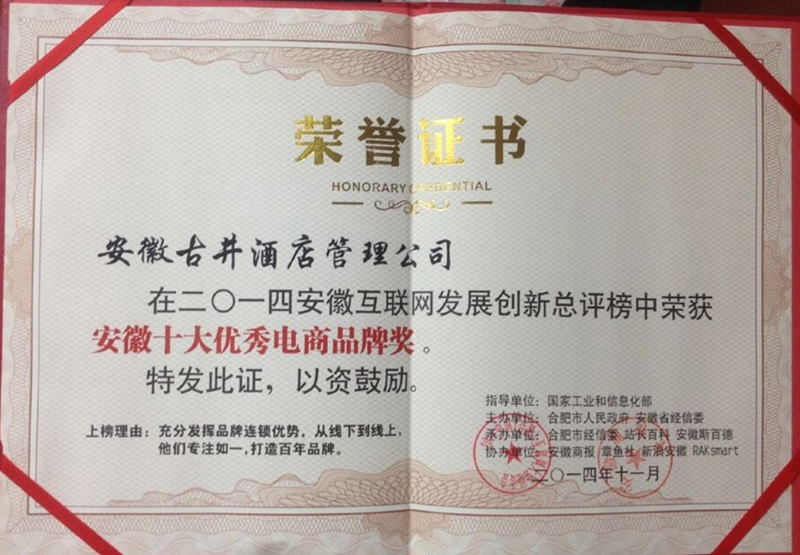 荣誉证书
HONORARY CREDENTIAL
安徽古井酒店管理公司
在二〇一四安徽互联网发展创新总评榜中荣获
安徽十大优秀电商品牌奖。
特发此证，以资鼓励。
上榜理由：充分发挥品牌连锁优势，从线下到线上，
他们专注如一，打造百年品牌。
指导单位：国家工业和信息化部
主办单位：合肥市人民政府 安徽省经信委
承办单位：合肥市经信委 站长百科 安徽斯百德
协办单位：安徽商报 章鱼社 新浪安徽 RAKsmart
二〇一四年十一月